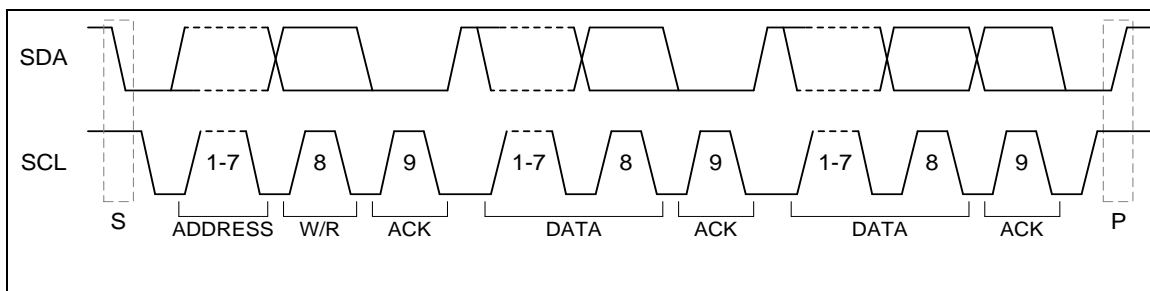 SDA
SCL
1-7 8 9 1-7 8 9 1-7 8 9
S ADDRESS W/R ACK DATA ACK DATA ACK P